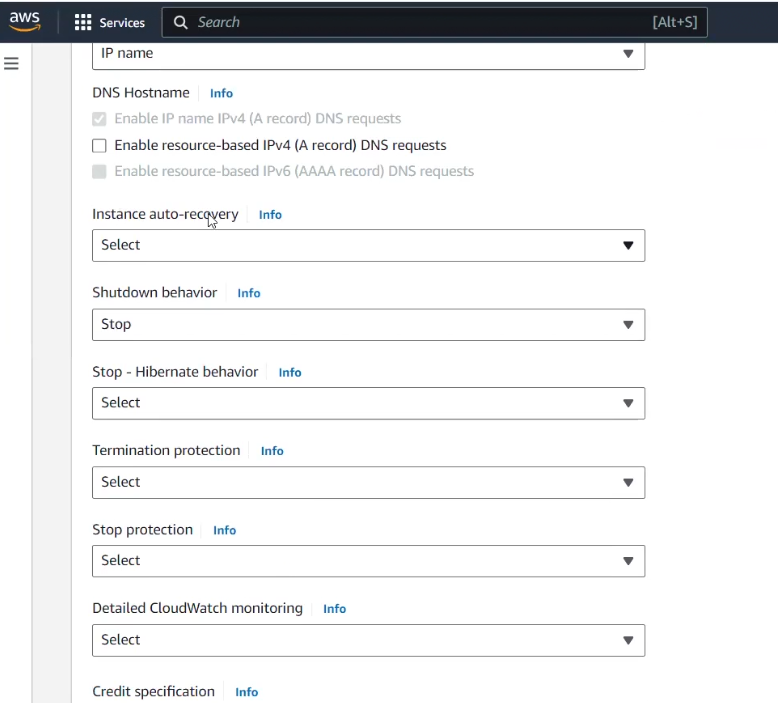 aws
Services
Search
[Alt+S]
IP name
DNS Hostname Info
Enable IP name IPv4 (A record) DNS requests
Enable resource-based IPv4 (A record) DNS requests
Enable resource-based IPv6 (AAAA record) DNS requests
Instance auto-recovery Info
Select
Shutdown behavior Info
Stop
Stop - Hibernate behavior Info
Select
Termination protection Info
Select
Stop protection Info
Select
Detailed CloudWatch monitoring Info
Select
Credit specification Info